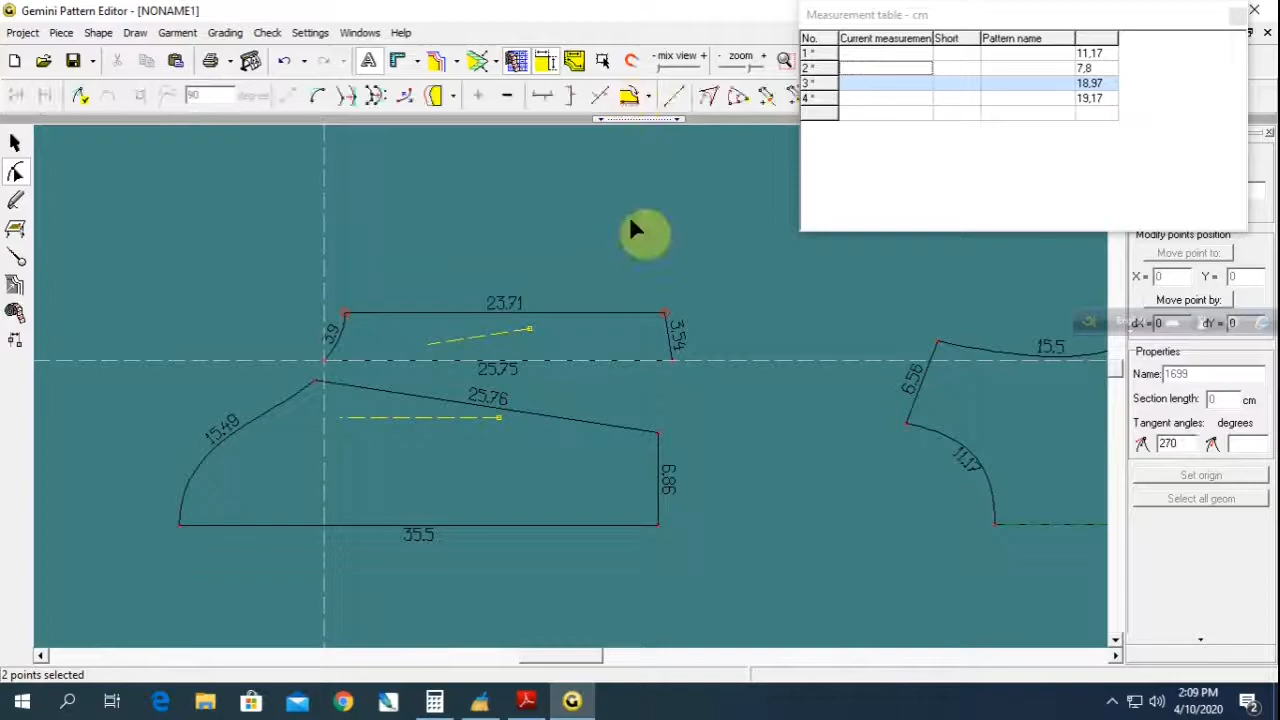 Gemini Pattern Editor - [NONAME1]
Measurement table - cm
Project Piece Shape Draw Garment Grading Check Settings Windows Help
No. Current measuremen Short Pattern name
1 * 11,17
2 * 7,8
3 * 18,97
4 * 19,17
mix view + zoom +
90 degrees
23.71
3.9
3.54
25.75
25.76
15.49
6.86
35.5
15.5
6.56
11.17
Modify points position
Move point to:
X = 0 Y = 0
Move point by:
dX = 0 dY = 0
Properties
Name: 1699
Section length: 0 cm
Tangent angles: degrees
270
Set origin
Select all geom
2 points selected
2:09 PM
4/10/2020
2